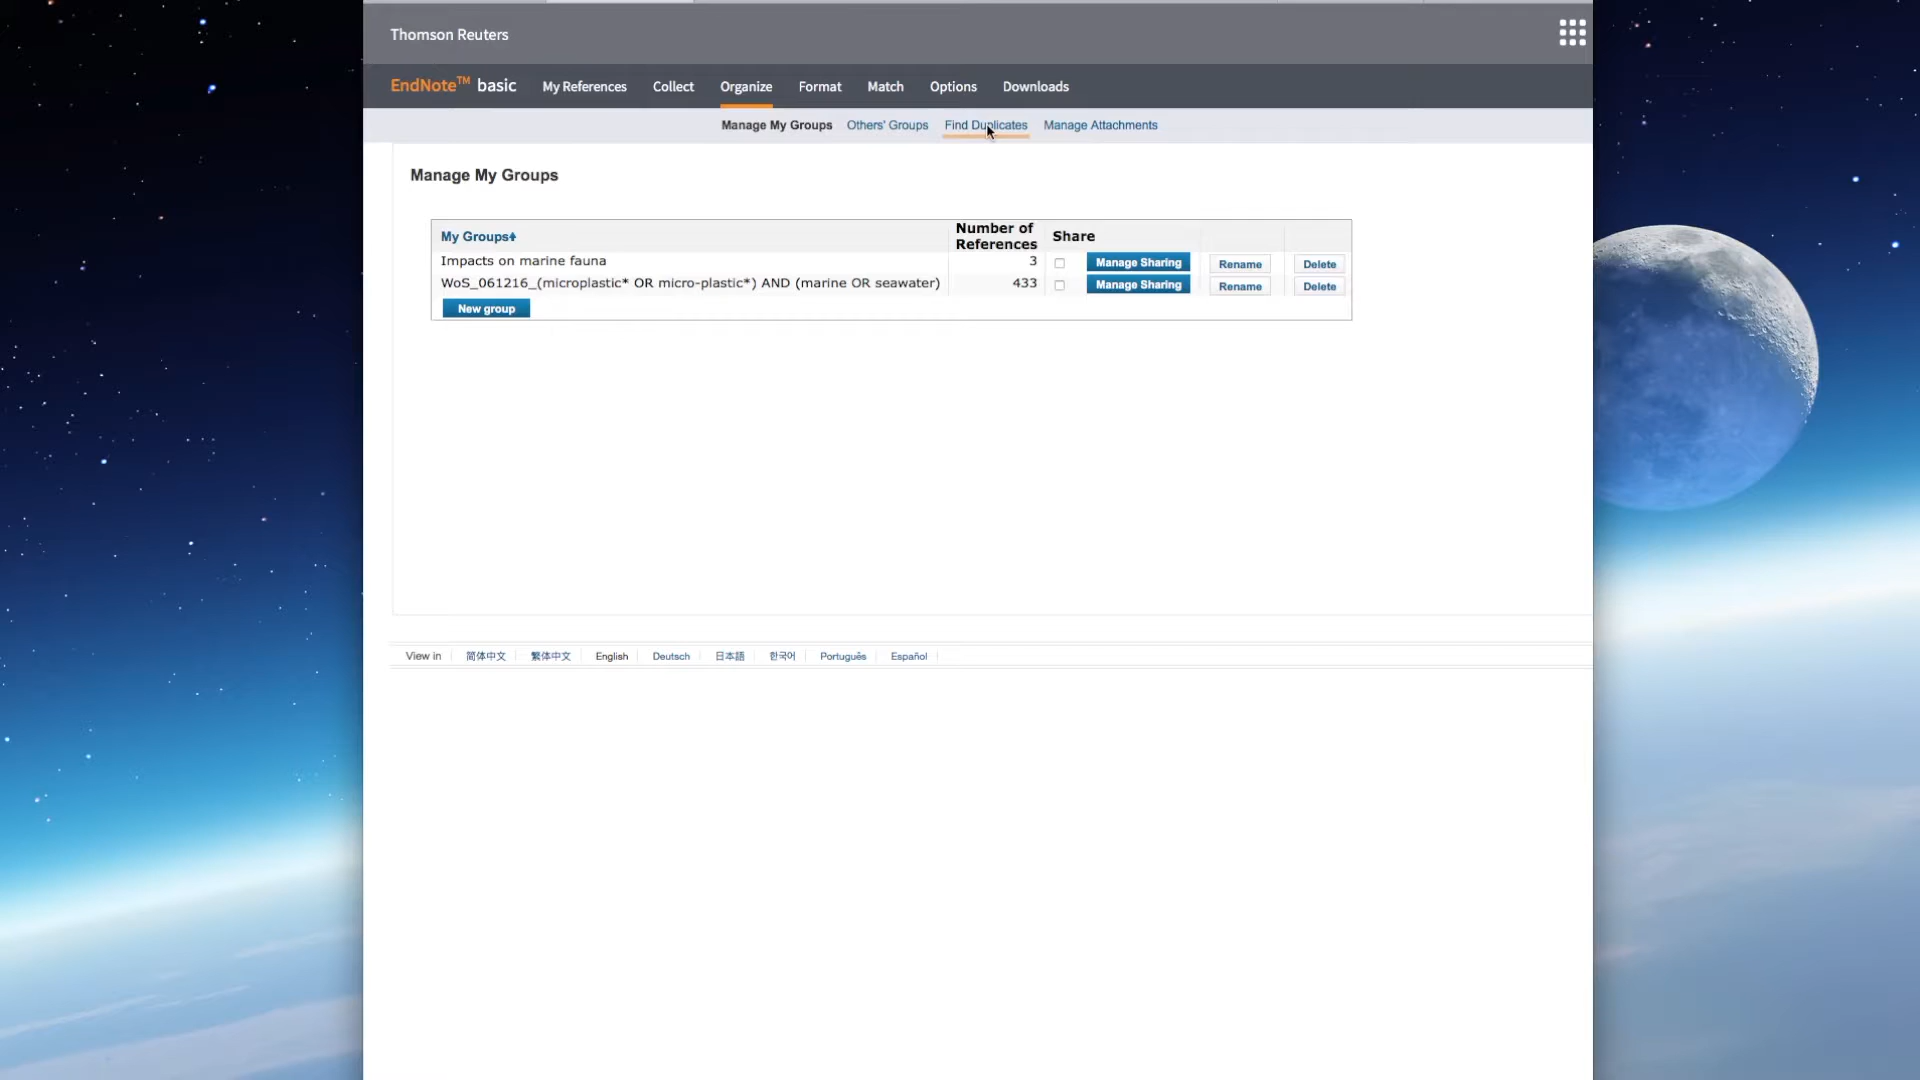 Thomson Reuters
EndNote™ basic My References Collect Organize Format Match Options Downloads
Manage My Groups Others' Groups Find Duplicates Manage Attachments
Manage My Groups
My Groups Number of References Share
Impacts on marine fauna 3 Manage Sharing Rename Delete
WoS_061216_(microplastic* OR micro-plastic*) AND (marine OR seawater) 433 Manage Sharing Rename Delete
New group
View in 简体中文 繁体中文 English Deutsch 日本語 한국어 Português Español